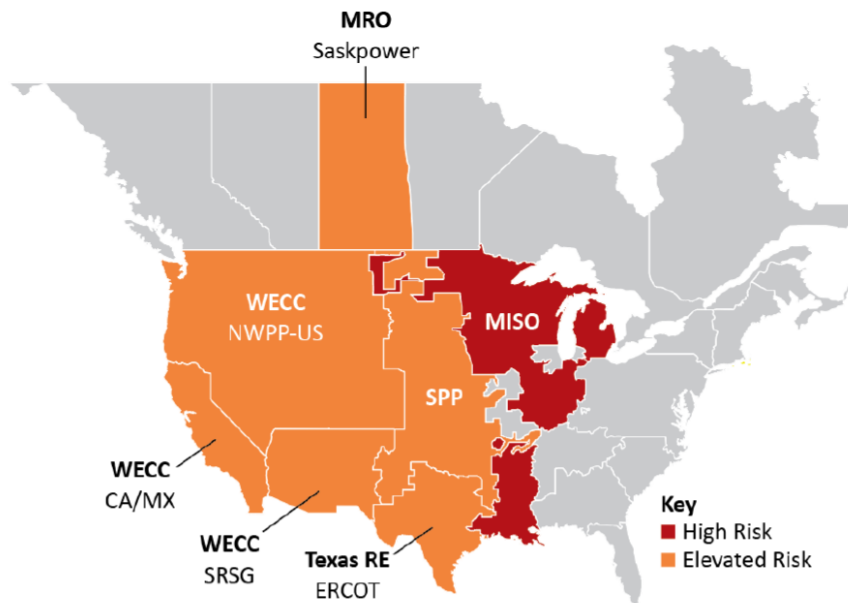 MRO
Saskpower
WECC
NWPP-US
MISO
SPP
WECC
CA/MX
WECC
SRSG
Texas RE
ERCOT
Key
High Risk
Elevated Risk